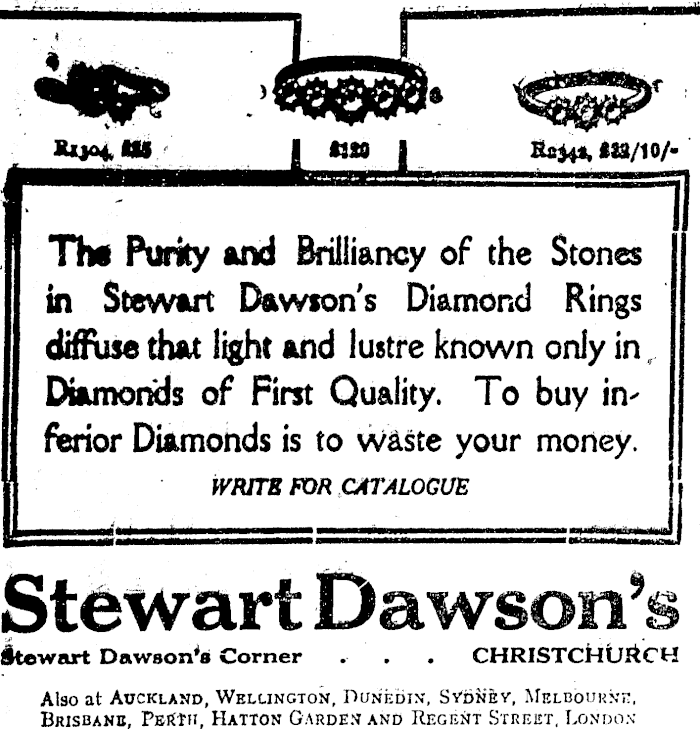 R1304, £25
£120
R2342, £22/10/-
The Purity and Brilliancy of the Stones
in Stewart Dawson's Diamond Rings
diffuse that light and lustre known only in
Diamonds of First Quality. To buy in-
ferior Diamonds is to waste your money.
WRITE FOR CATALOGUE
Stewart Dawson's
Stewart Dawson's Corner . . . CHRISTCHURCH
Also at AUCKLAND, WELLINGTON, DUNEDIN, SYDNEY, MELBOURNE,
BRISBANE, PERTH, HATTON GARDEN AND REGENT STREET, LONDON